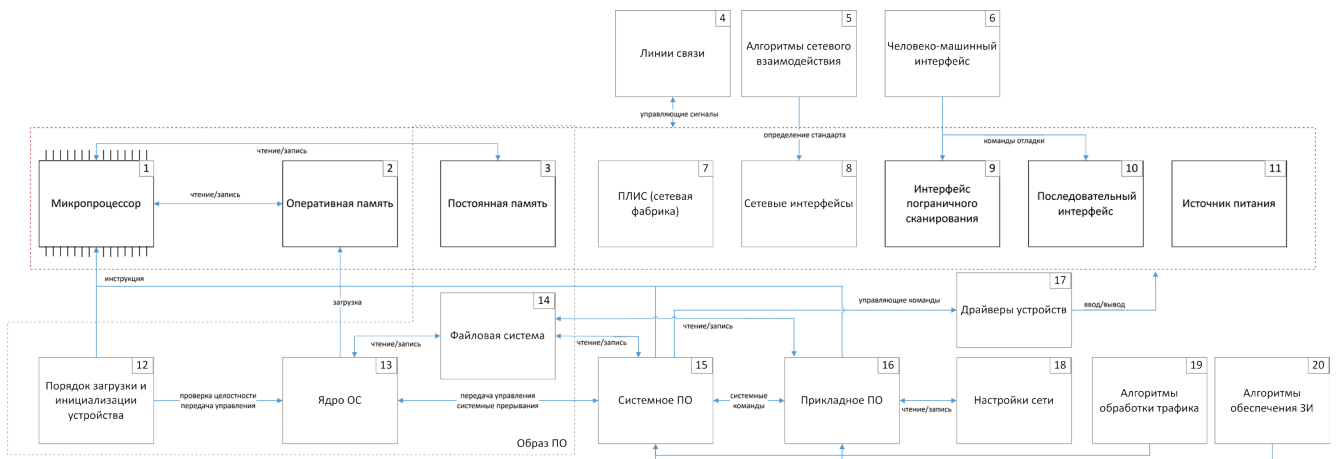 4
Линии связи
5
Алгоритмы сетевого
взаимодействия
6
Человеко-машинный
интерфейс
управляющие сигналы
определение стандарта
команды отладки
чтение/запись
1
Микропроцессор
чтение/запись
2
Оперативная память
3
Постоянная память
7
ПЛИС (сетевая
фабрика)
8
Сетевые интерфейсы
9
Интерфейс
пограничного
сканирования
10
Последовательный
интерфейс
11
Источник питания
инструкция
загрузка
14
Файловая система
чтение/запись
чтение/запись
чтение/запись
управляющие команды
17
Драйверы устройств
ввод/вывод
12
Порядок загрузки и
инициализации
устройства
проверка целостности
передача управления
13
Ядро ОС
передача управления
системные прерывания
Образ ПО
15
Системное ПО
системные
команды
16
Прикладное ПО
чтение/запись
18
Настройки сети
19
Алгоритмы
обработки трафика
20
Алгоритмы
обеспечения ЗИ